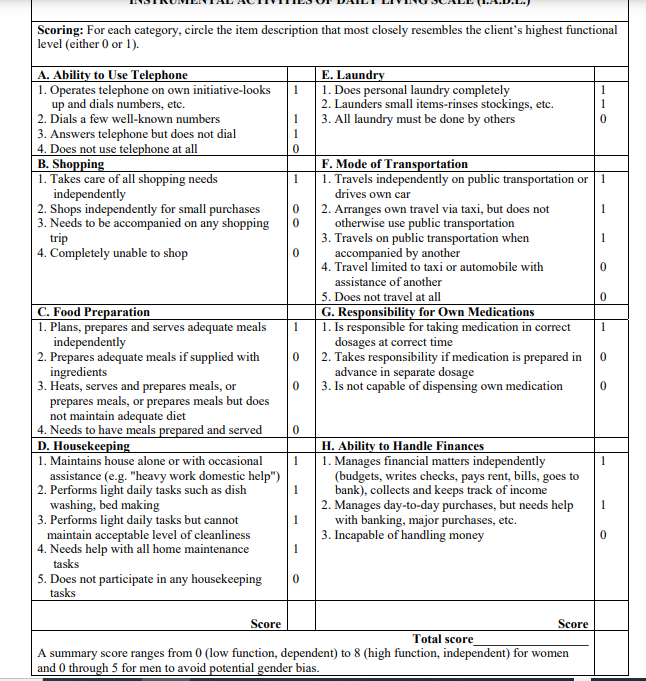 INSTRUMENTAL ACTIVITIES OF DAILY LIVING SCALE (I.A.D.L.)
Scoring: For each category, circle the item description that most closely resembles the client's highest functional
level (either 0 or 1).
A. Ability to Use Telephone
1. Operates telephone on own initiative-looks 1
up and dials numbers, etc.
2. Dials a few well-known numbers 1
3. Answers telephone but does not dial 1
4. Does not use telephone at all 0
E. Laundry
1. Does personal laundry completely 1
2. Launders small items-rinses stockings, etc. 1
3. All laundry must be done by others 0
B. Shopping
1. Takes care of all shopping needs 1
independently
2. Shops independently for small purchases 0
3. Needs to be accompanied on any shopping 0
trip
4. Completely unable to shop 0
F. Mode of Transportation
1. Travels independently on public transportation or 1
drives own car
2. Arranges own travel via taxi, but does not 1
otherwise use public transportation
3. Travels on public transportation when 1
accompanied by another
4. Travel limited to taxi or automobile with 0
assistance of another
5. Does not travel at all 0
C. Food Preparation
1. Plans, prepares and serves adequate meals 1
independently
2. Prepares adequate meals if supplied with 0
ingredients
3. Heats, serves and prepares meals, or 0
prepares meals, or prepares meals but does
not maintain adequate diet
4. Needs to have meals prepared and served 0
G. Responsibility for Own Medications
1. Is responsible for taking medication in correct 1
dosages at correct time
2. Takes responsibility if medication is prepared in 0
advance in separate dosage
3. Is not capable of dispensing own medication 0
D. Housekeeping
1. Maintains house alone or with occasional 1
assistance (e.g. "heavy work domestic help")
2. Performs light daily tasks such as dish 1
washing, bed making
3. Performs light daily tasks but cannot 1
maintain acceptable level of cleanliness
4. Needs help with all home maintenance 1
tasks
5. Does not participate in any housekeeping 0
tasks
H. Ability to Handle Finances
1. Manages financial matters independently 1
(budgets, writes checks, pays rent, bills, goes to
bank), collects and keeps track of income
2. Manages day-to-day purchases, but needs help 1
with banking, major purchases, etc.
3. Incapable of handling money 0
Score
Score
Total score
A summary score ranges from 0 (low function, dependent) to 8 (high function, independent) for women
and 0 through 5 for men to avoid potential gender bias.